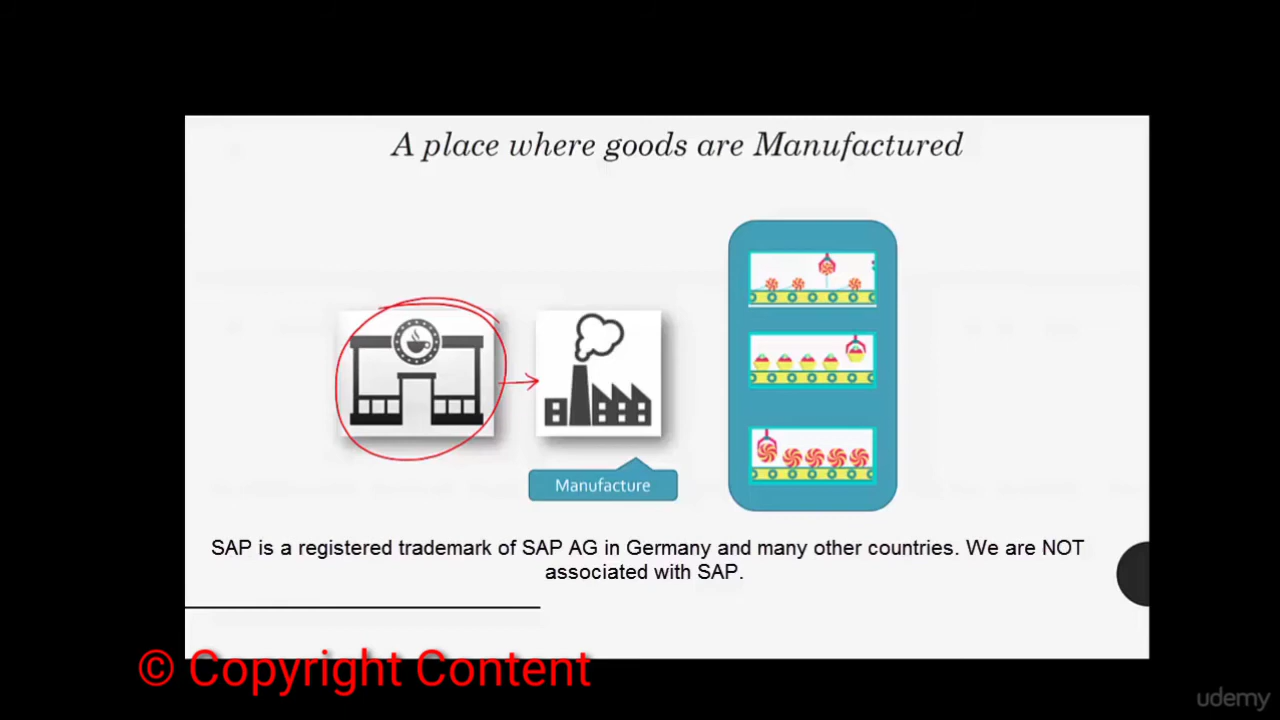 A place where goods are Manufactured
Manufacture
SAP is a registered trademark of SAP AG in Germany and many other countries. We are NOT
associated with SAP.
© Copyright Content
udemy